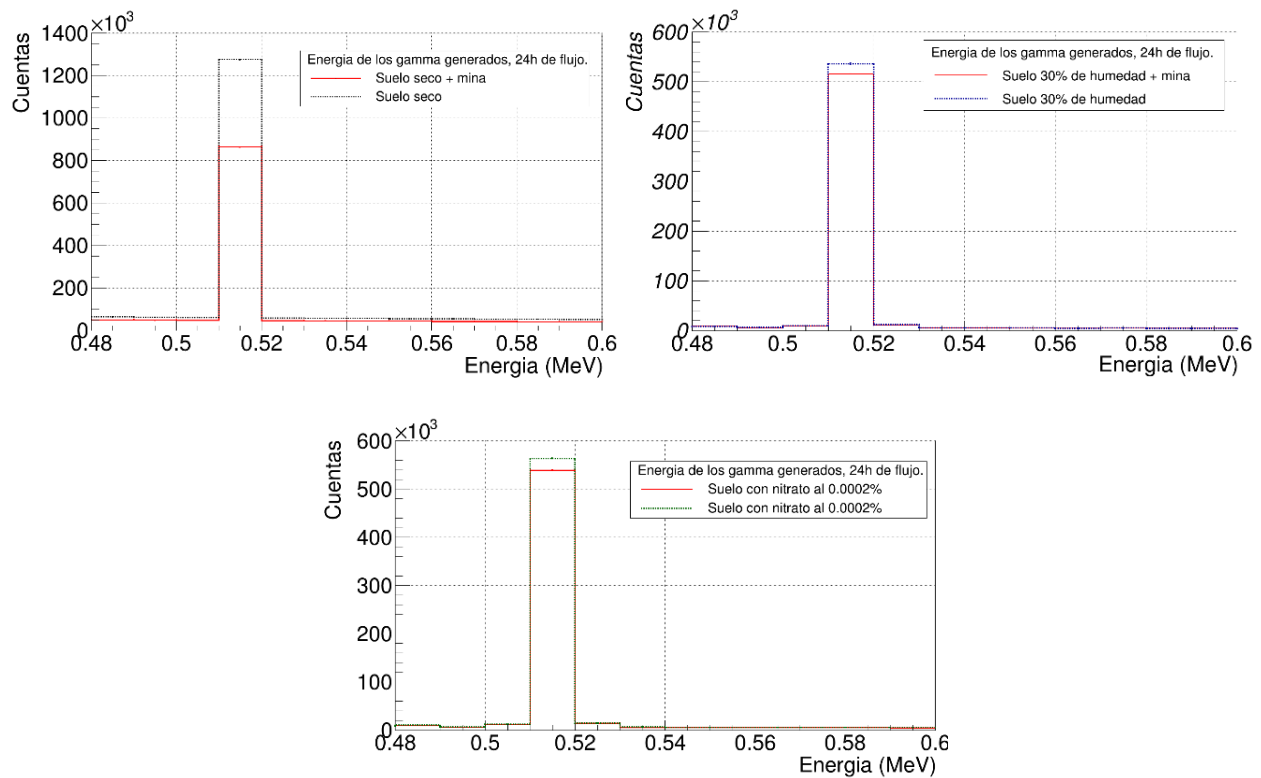 ×10³
Cuentas
1400
1200
1000
800
600
400
200
0
0.48 0.5 0.52 0.54 0.56 0.58 0.6
Energia (MeV)
Energia de los gamma generados, 24h de flujo.
Suelo seco + mina
Suelo seco
×10³
Cuentas
600
500
400
300
200
100
0
0.48 0.5 0.52 0.54 0.56 0.58 0.6
Energia (MeV)
Energia de los gamma generados, 24h de flujo.
Suelo 30% de humedad + mina
Suelo 30% de humedad
×10³
Cuentas
600
500
400
300
200
100
0
0.48 0.5 0.52 0.54 0.56 0.58 0.6
Energia (MeV)
Energia de los gamma generados, 24h de flujo.
Suelo con nitrato al 0.0002%
Suelo con nitrato al 0.0002%